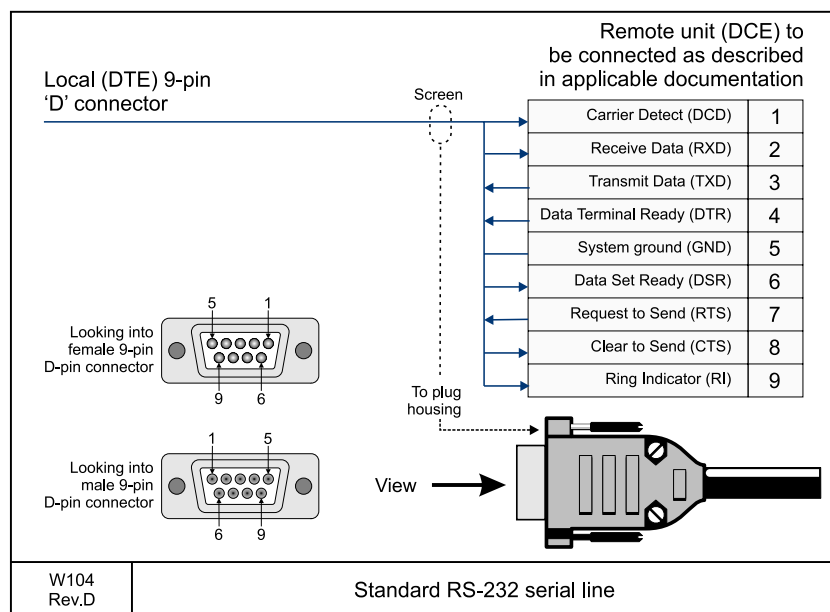 Remote unit (DCE) to
be connected as described
in applicable documentation
Local (DTE) 9-pin
‘D’ connector
Screen
Carrier Detect (DCD) 1
Receive Data (RXD) 2
Transmit Data (TXD) 3
Data Terminal Ready (DTR) 4
System ground (GND) 5
Data Set Ready (DSR) 6
Request to Send (RTS) 7
Clear to Send (CTS) 8
Ring Indicator (RI) 9
5 1
Looking into
female 9-pin
D-pin connector
9 6
To plug
housing
1 5
Looking into
male 9-pin
D-pin connector
6 9
View
W104
Rev.D
Standard RS-232 serial line